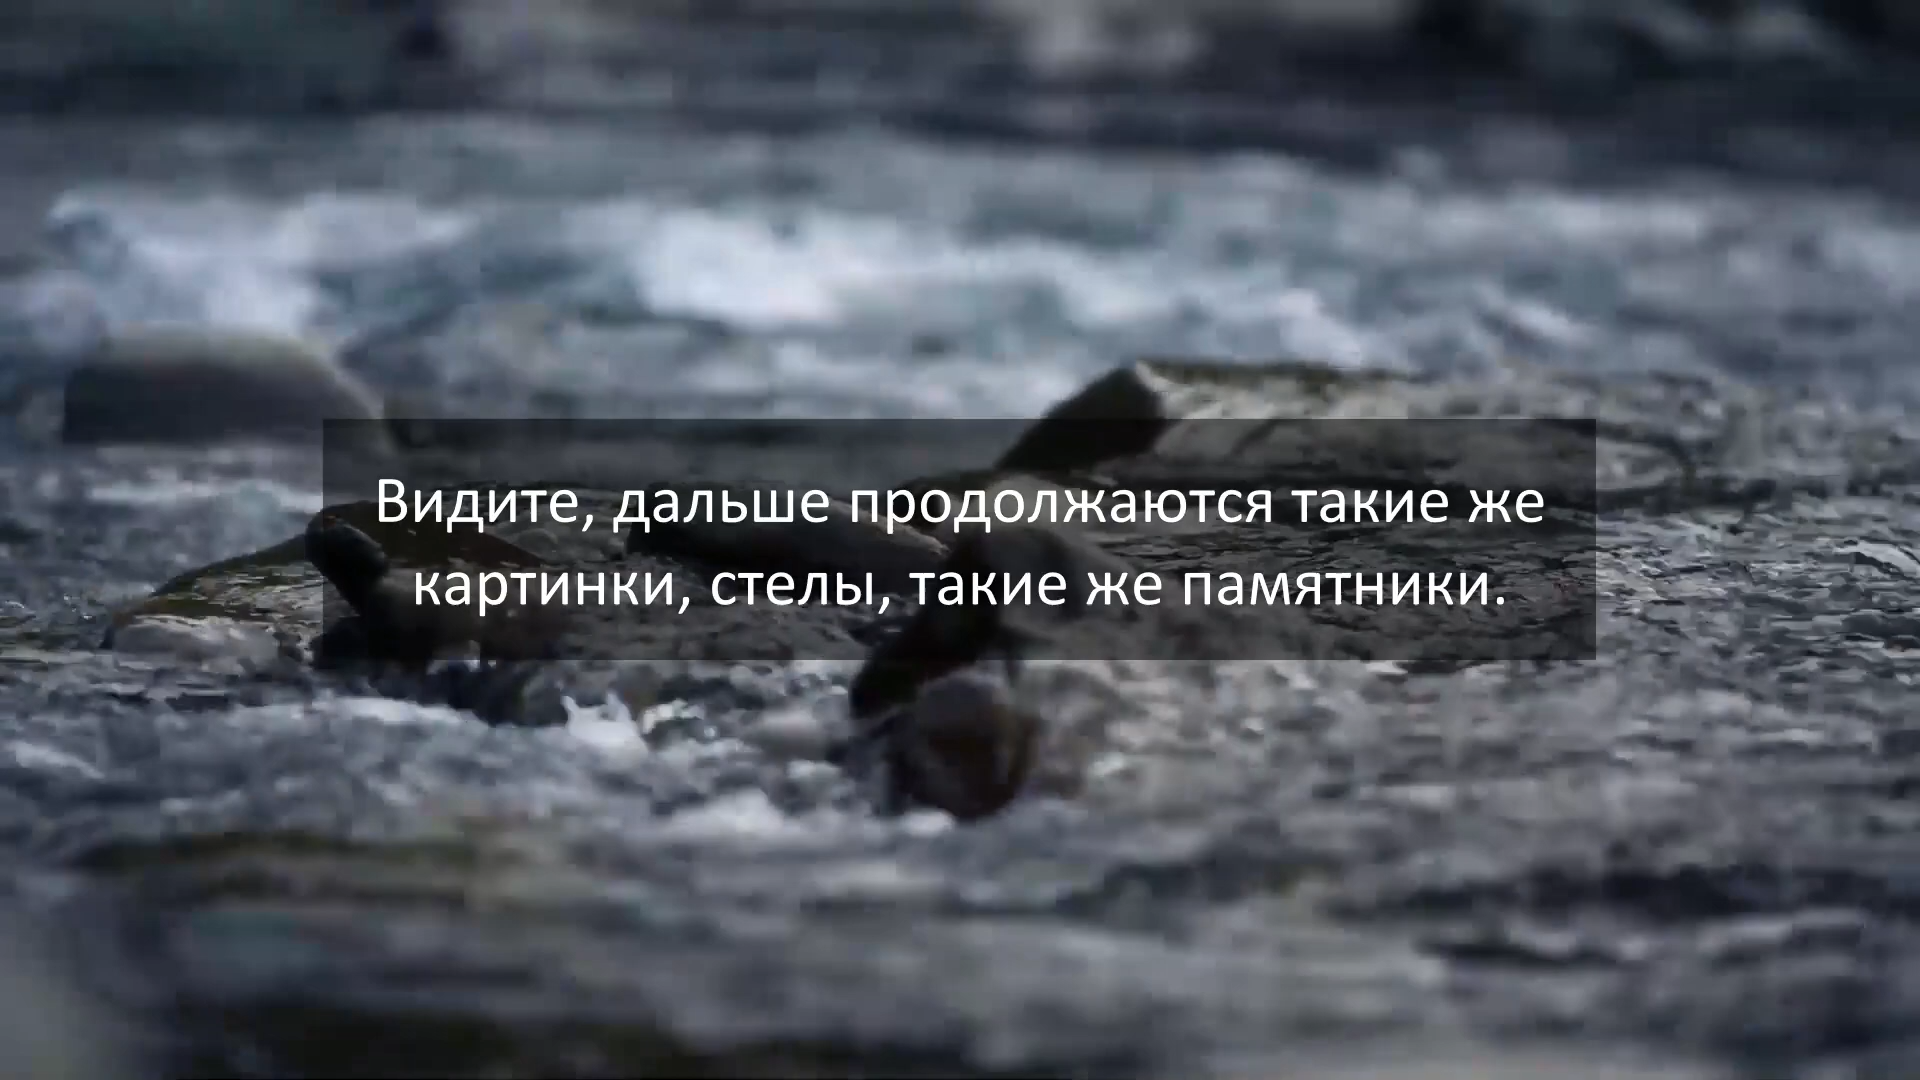 Видите, дальше продолжаются такие же
картинки, стелы, такие же памятники.